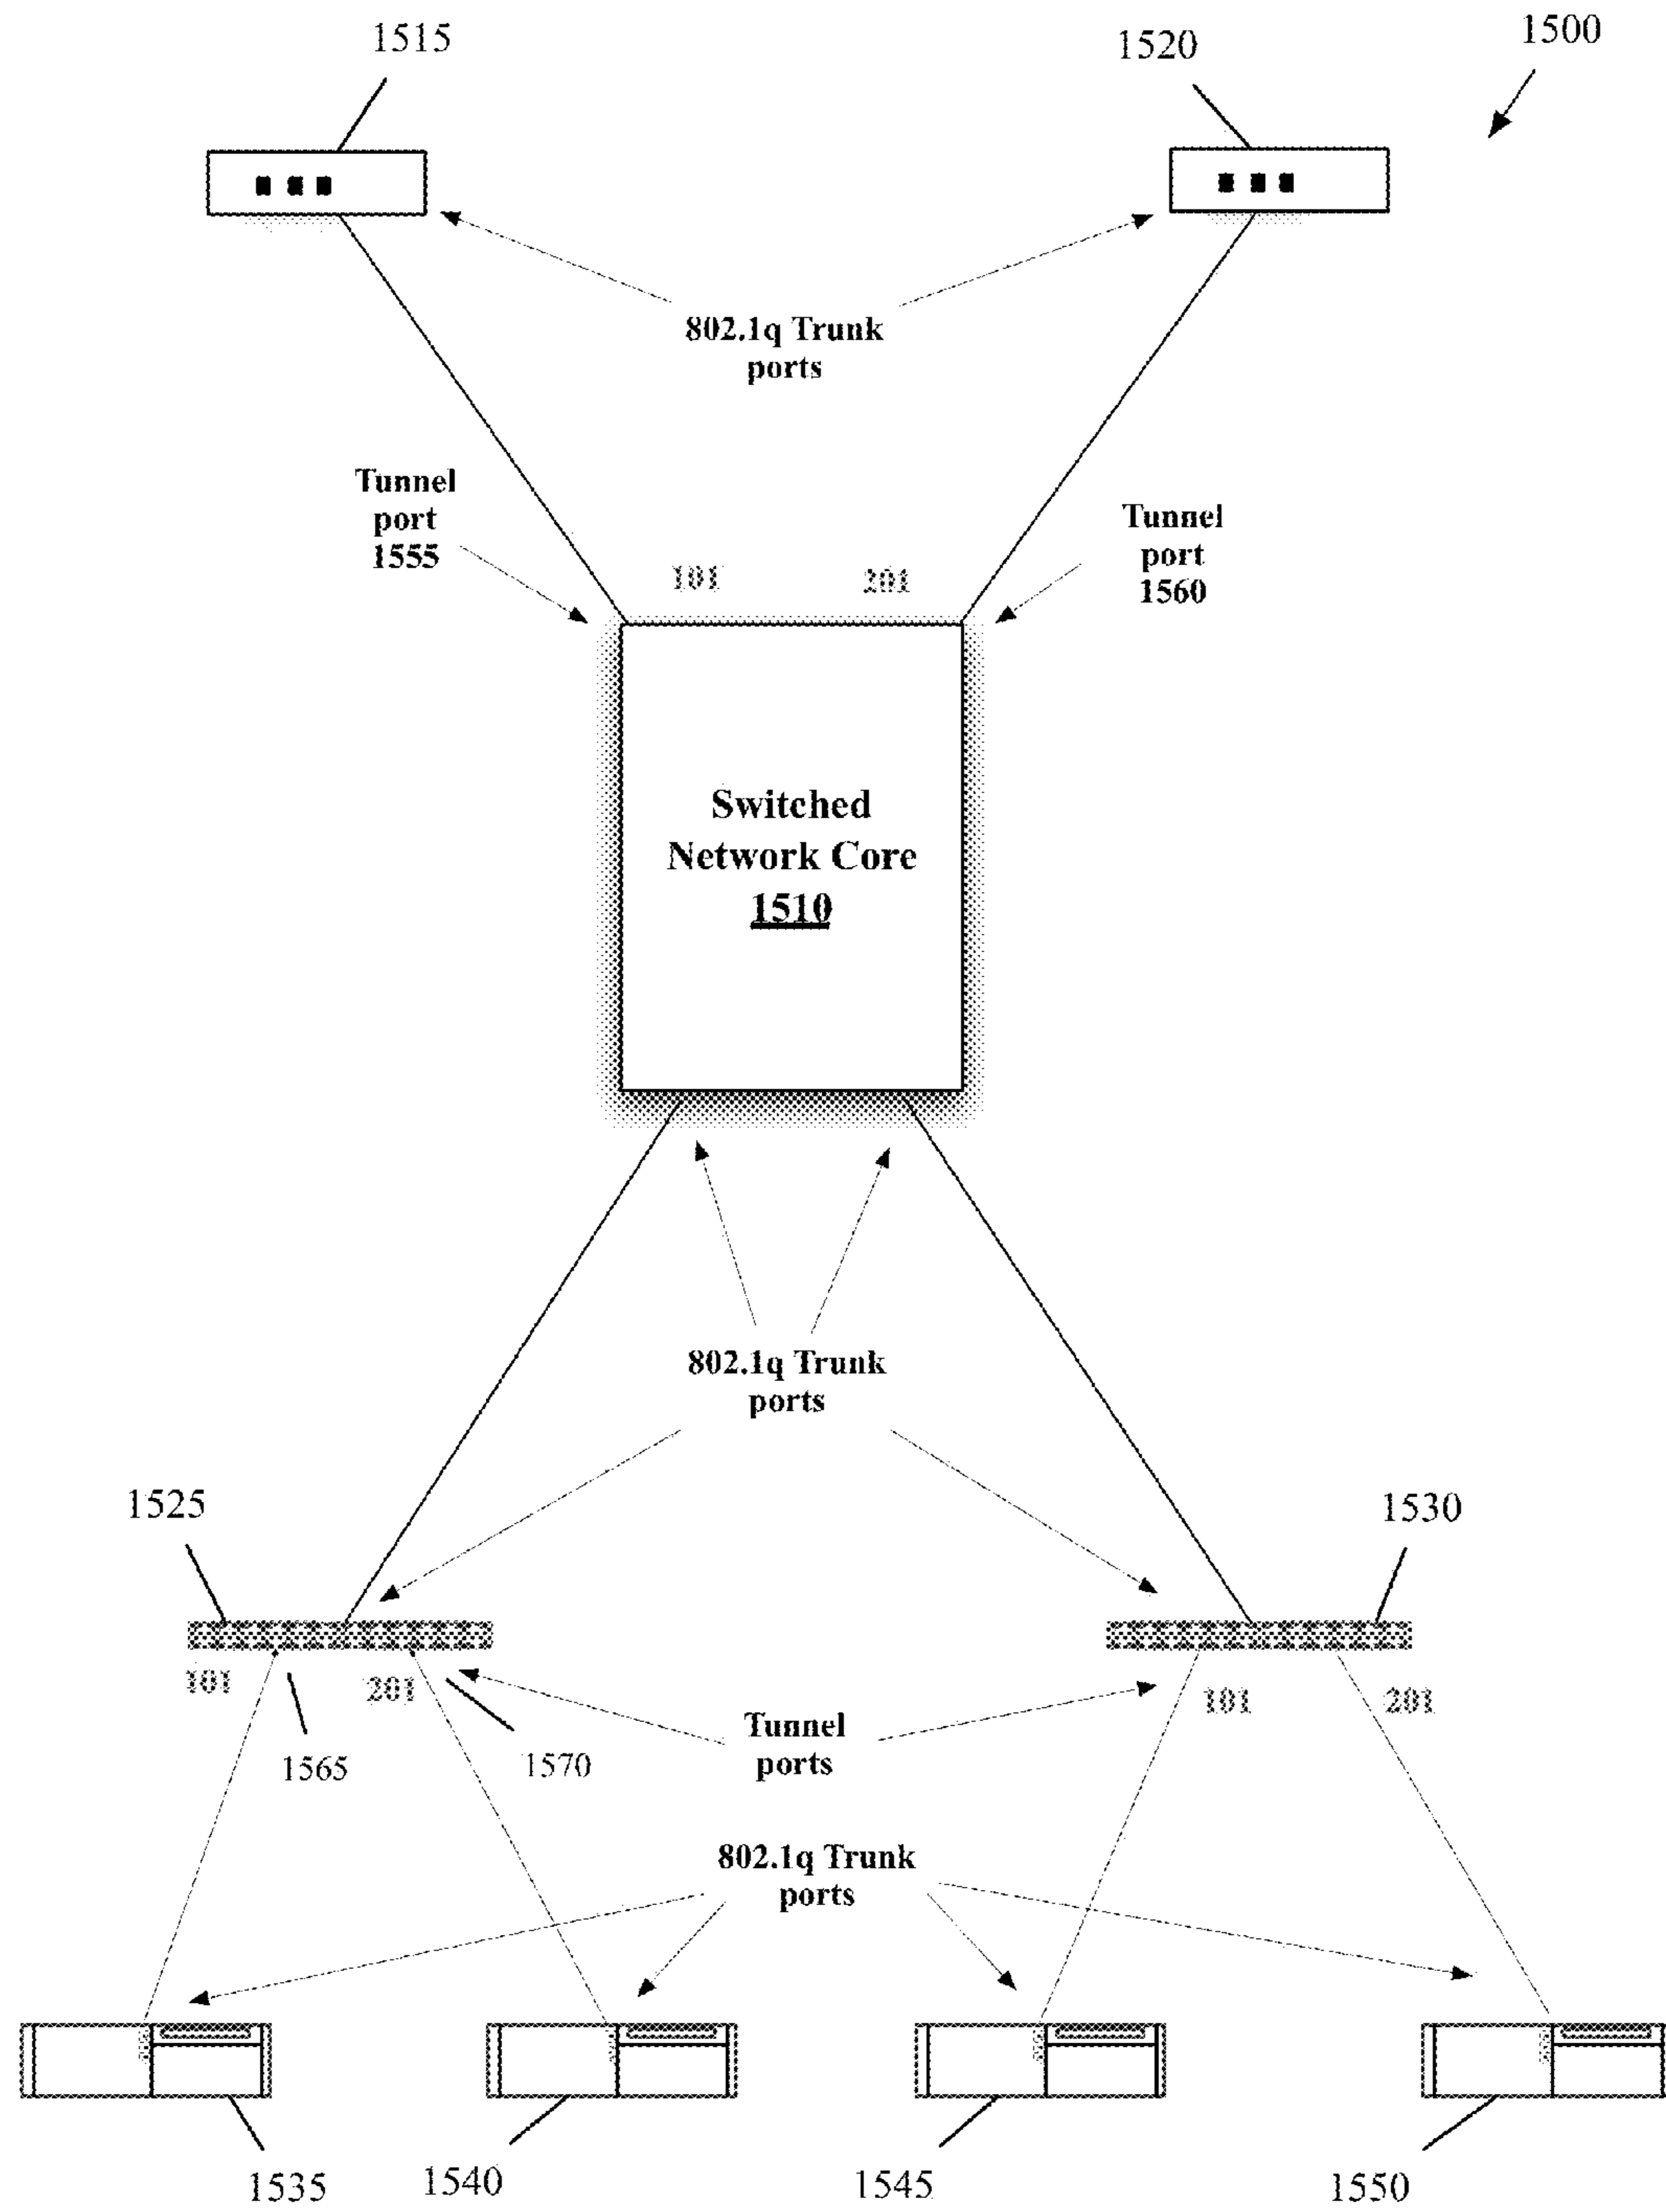 1515
1520
1500
802.1q Trunk
ports
Tunnel
port
1555
Tunnel
port
1560
101
201
Switched
Network Core
1510
802.1q Trunk
ports
1525
1530
101
201
101
201
1565
1570
Tunnel
ports
802.1q Trunk
ports
1535
1540
1545
1550